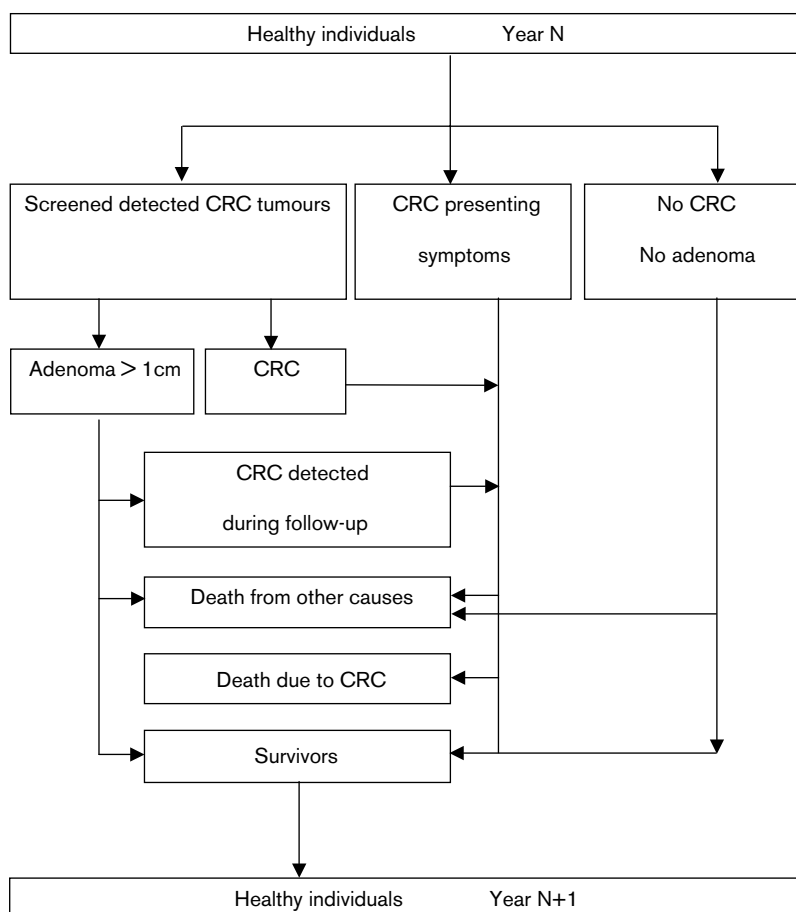 Healthy individuals Year N
Screened detected CRC tumours
CRC presenting
symptoms
No CRC
No adenoma
Adenoma > 1cm
CRC
CRC detected
during follow-up
Death from other causes
Death due to CRC
Survivors
Healthy individuals Year N+1